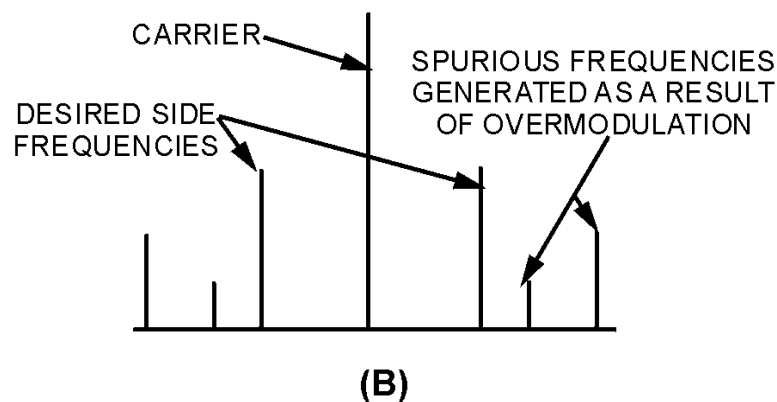 CARRIER
SPURIOUS FREQUENCIES
GENERATED AS A RESULT
OF OVERMODULATION
DESIRED SIDE
FREQUENCIES
(B)